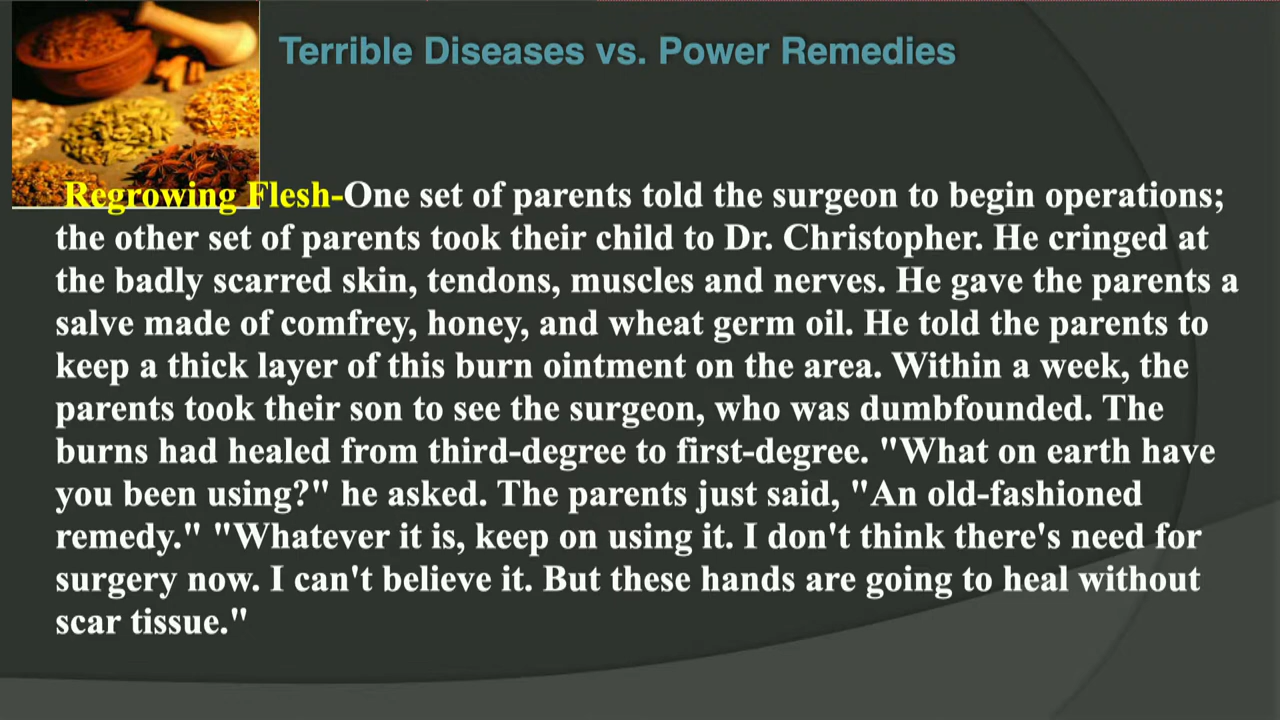 Terrible Diseases vs. Power Remedies
Regrowing Flesh-One set of parents told the surgeon to begin operations;
the other set of parents took their child to Dr. Christopher. He cringed at
the badly scarred skin, tendons, muscles and nerves. He gave the parents a
salve made of comfrey, honey, and wheat germ oil. He told the parents to
keep a thick layer of this burn ointment on the area. Within a week, the
parents took their son to see the surgeon, who was dumbfounded. The
burns had healed from third-degree to first-degree. "What on earth have
you been using?" he asked. The parents just said, "An old-fashioned
remedy." "Whatever it is, keep on using it. I don't think there's need for
surgery now. I can't believe it. But these hands are going to heal without
scar tissue."